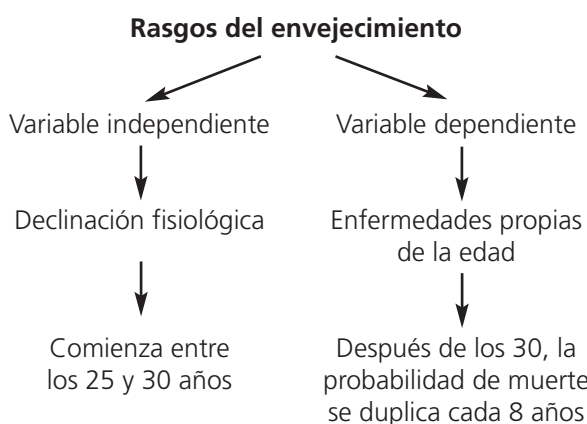 Rasgos del envejecimiento
Variable independiente
Variable dependiente
Declinación fisiológica
Enfermedades propias
de la edad
Comienza entre
los 25 y 30 años
Después de los 30, la
probabilidad de muerte
se duplica cada 8 años